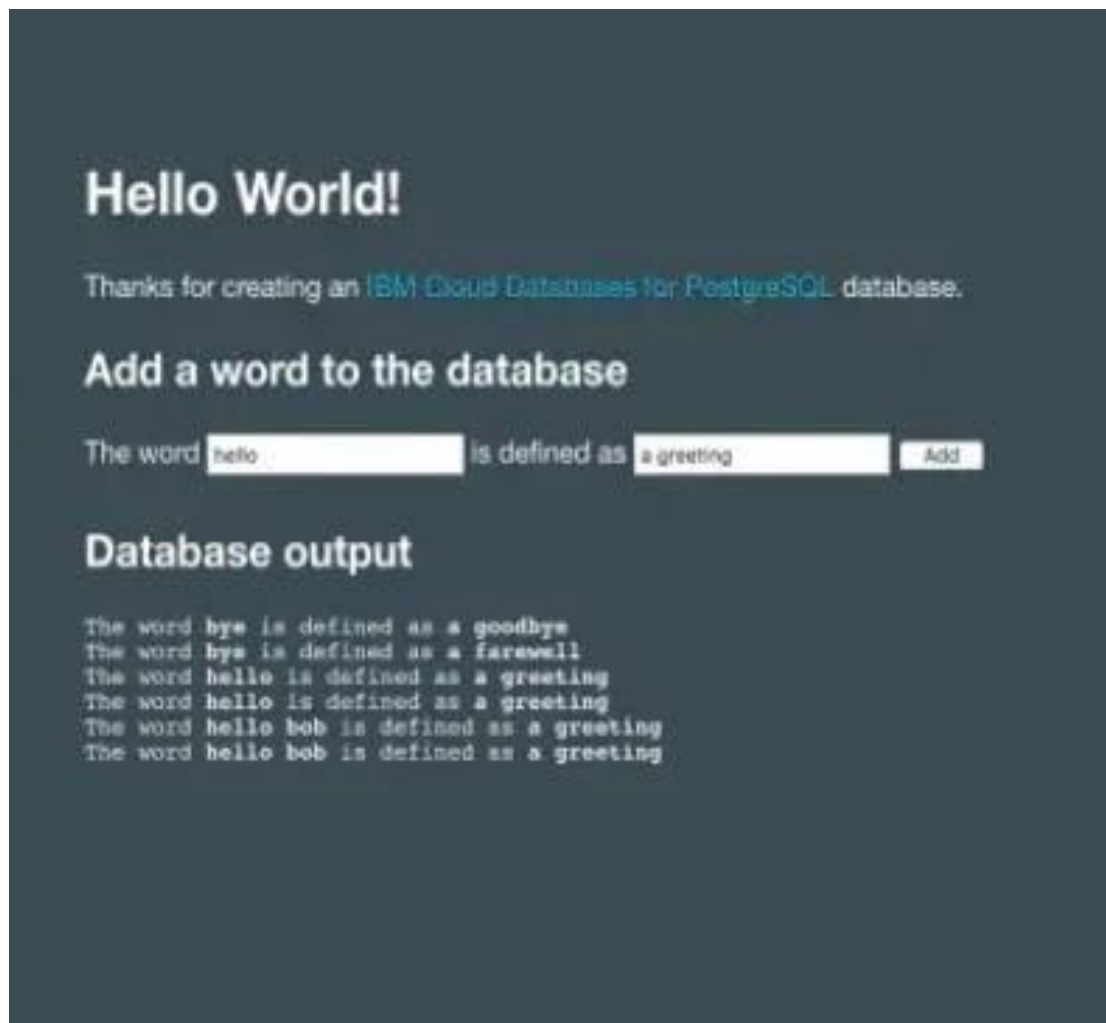 Hello World!
Thanks for creating an IBM Cloud Databases for PostgreSQL database.
Add a word to the database
The word hello is defined as a greeting Add
Database output
The word bye is defined as a goodbye
The word bye is defined as a farewell
The word hello is defined as a greeting
The word hello is defined as a greeting
The word hello bob is defined as a greeting
The word hello bob is defined as a greeting